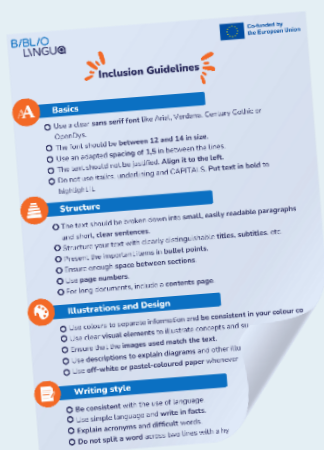 B/BL/O
LINGUA
Co-funded by
the European Union
Inclusion Guidelines
Basics
Use a clear sans serif font like Arial, Verdana, Century Gothic or
OpenDys.
The font should be between 12 and 14 in size.
Use an adapted spacing of 1,5 in between the lines.
The text should not be justified. Align it to the left.
Do not use italics, underlining and CAPITALS. Put text in bold to
highlight it.
Structure
The text should be broken down into small, easily readable paragraphs
and short, clear sentences.
Structure your text with clearly distinguishable titles, subtitles, etc.
Present the important items in bullet points.
Ensure enough space between sections.
Use page numbers.
For long documents, include a contents page.
Illustrations and Design
Use colours to separate information and be consistent in your colour co
Use clear visual elements to illustrate concepts and su
Ensure that the images used match the text.
Use descriptions to explain diagrams and other illu
Use off-white or pastel-coloured paper whenever
Writing style
Be consistent with the use of language
Use simple language and write in facts.
Explain acronyms and difficult words.
Do not split a word across two lines with a hy